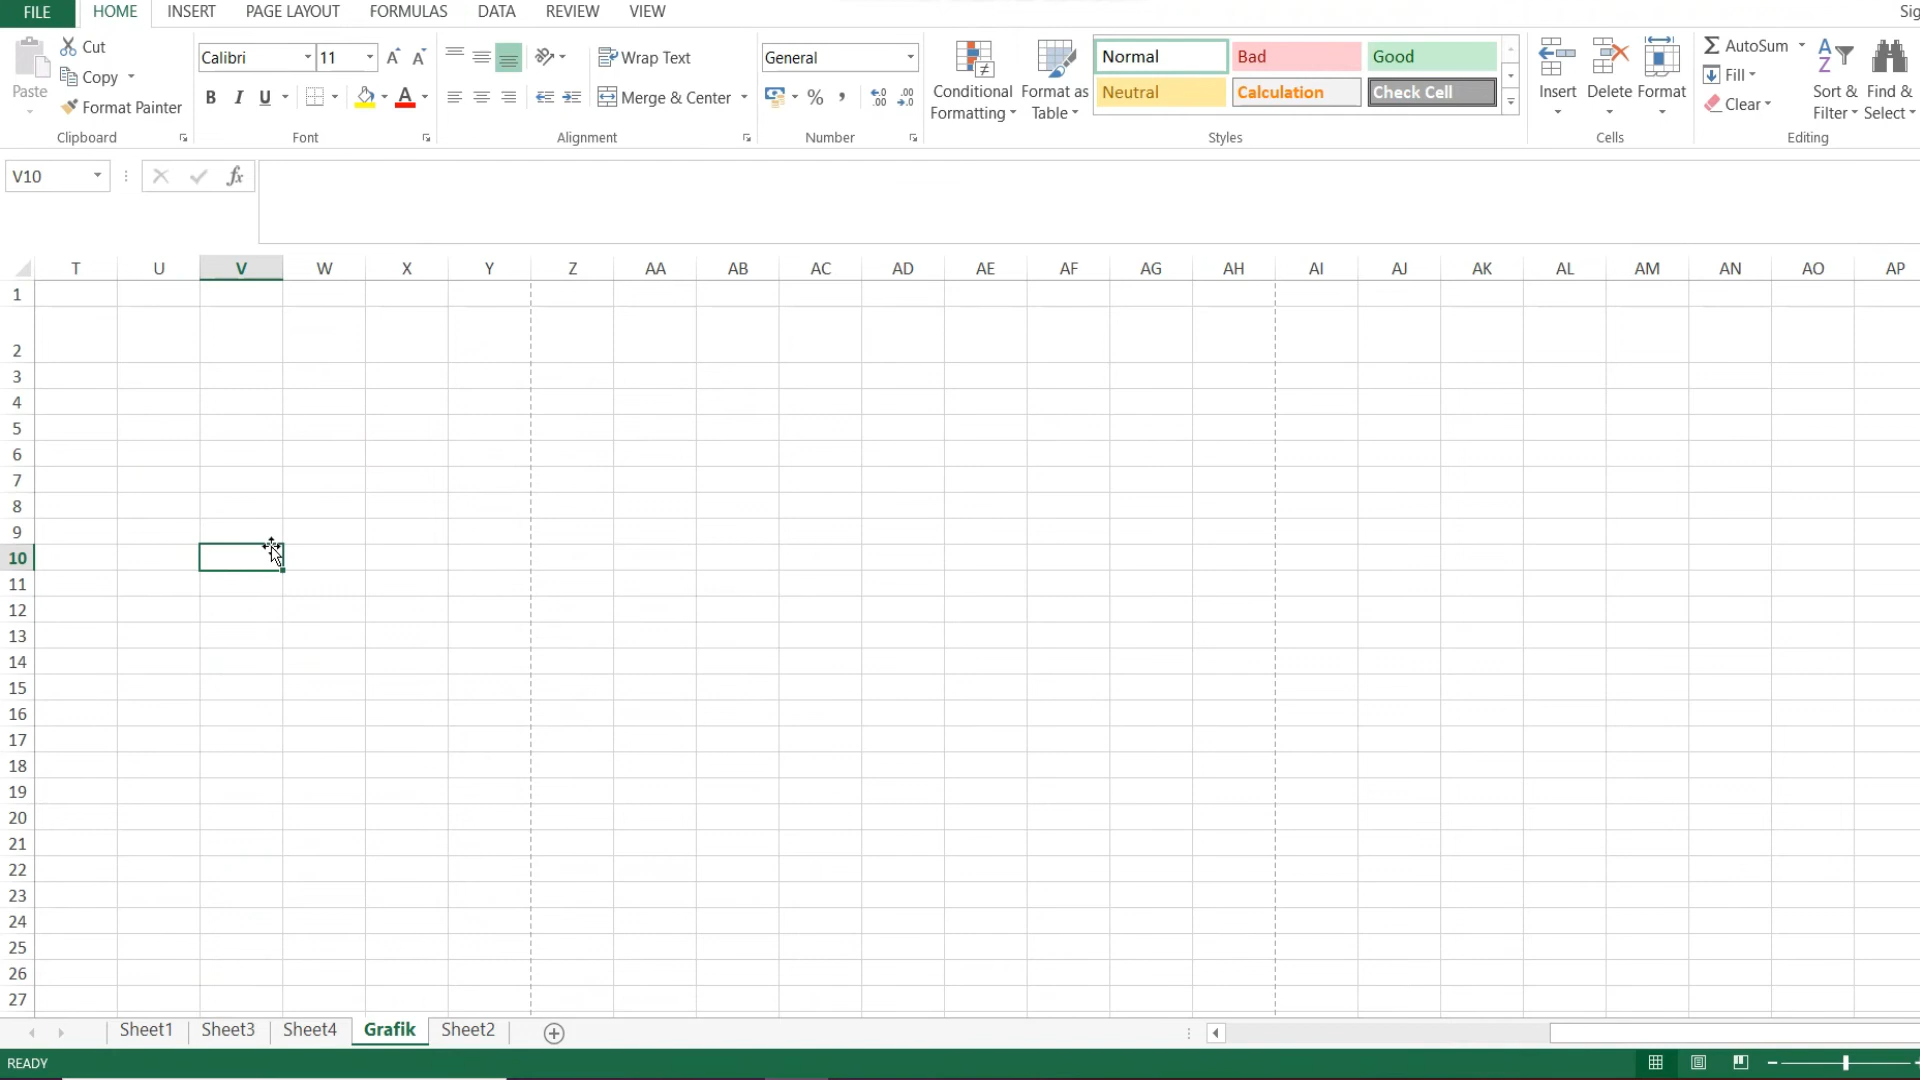 FILE HOME INSERT PAGE LAYOUT FORMULAS DATA REVIEW VIEW Sig
Paste Cut
Copy
Format Painter
Clipboard
Calibri 11
B I U
Font
Wrap Text
Merge & Center
Alignment
General
Number
Conditional Formatting
Format as Table
Normal Bad Good
Neutral Calculation Check Cell
Styles
Insert Delete Format
Cells
AutoSum
Fill
Clear
Sort & Filter
Find & Select
Editing
V10
fx
T U V W X Y Z AA AB AC AD AE AF AG AH AI AJ AK AL AM AN AO AP
1
2
3
4
5
6
7
8
9
10
11
12
13
14
15
16
17
18
19
20
21
22
23
24
25
26
27
Sheet1 Sheet3 Sheet4 Grafik Sheet2
READY